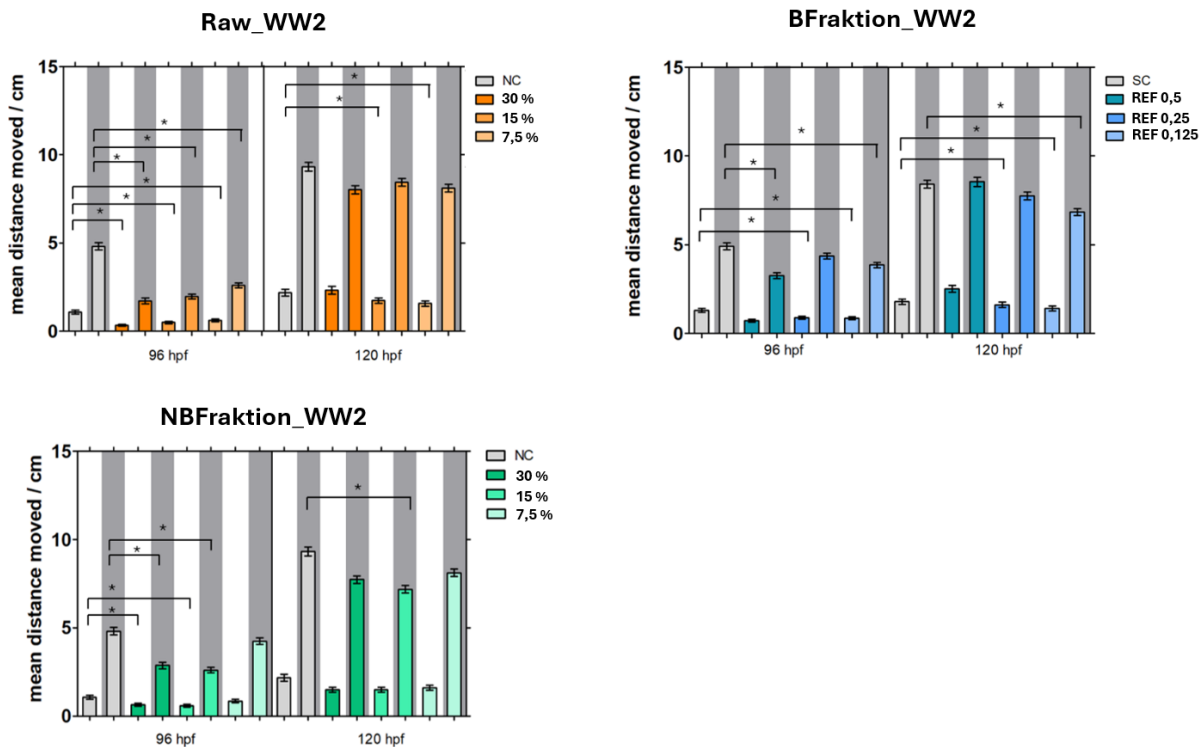 Raw_WW2
mean distance moved / cm
15
10
5
0
*
*
*
*
*
*
*
*
96 hpf
120 hpf
NC
30 %
15 %
7,5 %
BFraktion_WW2
mean distance moved / cm
15
10
5
0
*
*
*
*
*
*
*
96 hpf
120 hpf
SC
REF 0,5
REF 0,25
REF 0,125
NBFraktion_WW2
mean distance moved / cm
15
10
5
0
*
*
*
*
*
96 hpf
120 hpf
NC
30 %
15 %
7,5 %